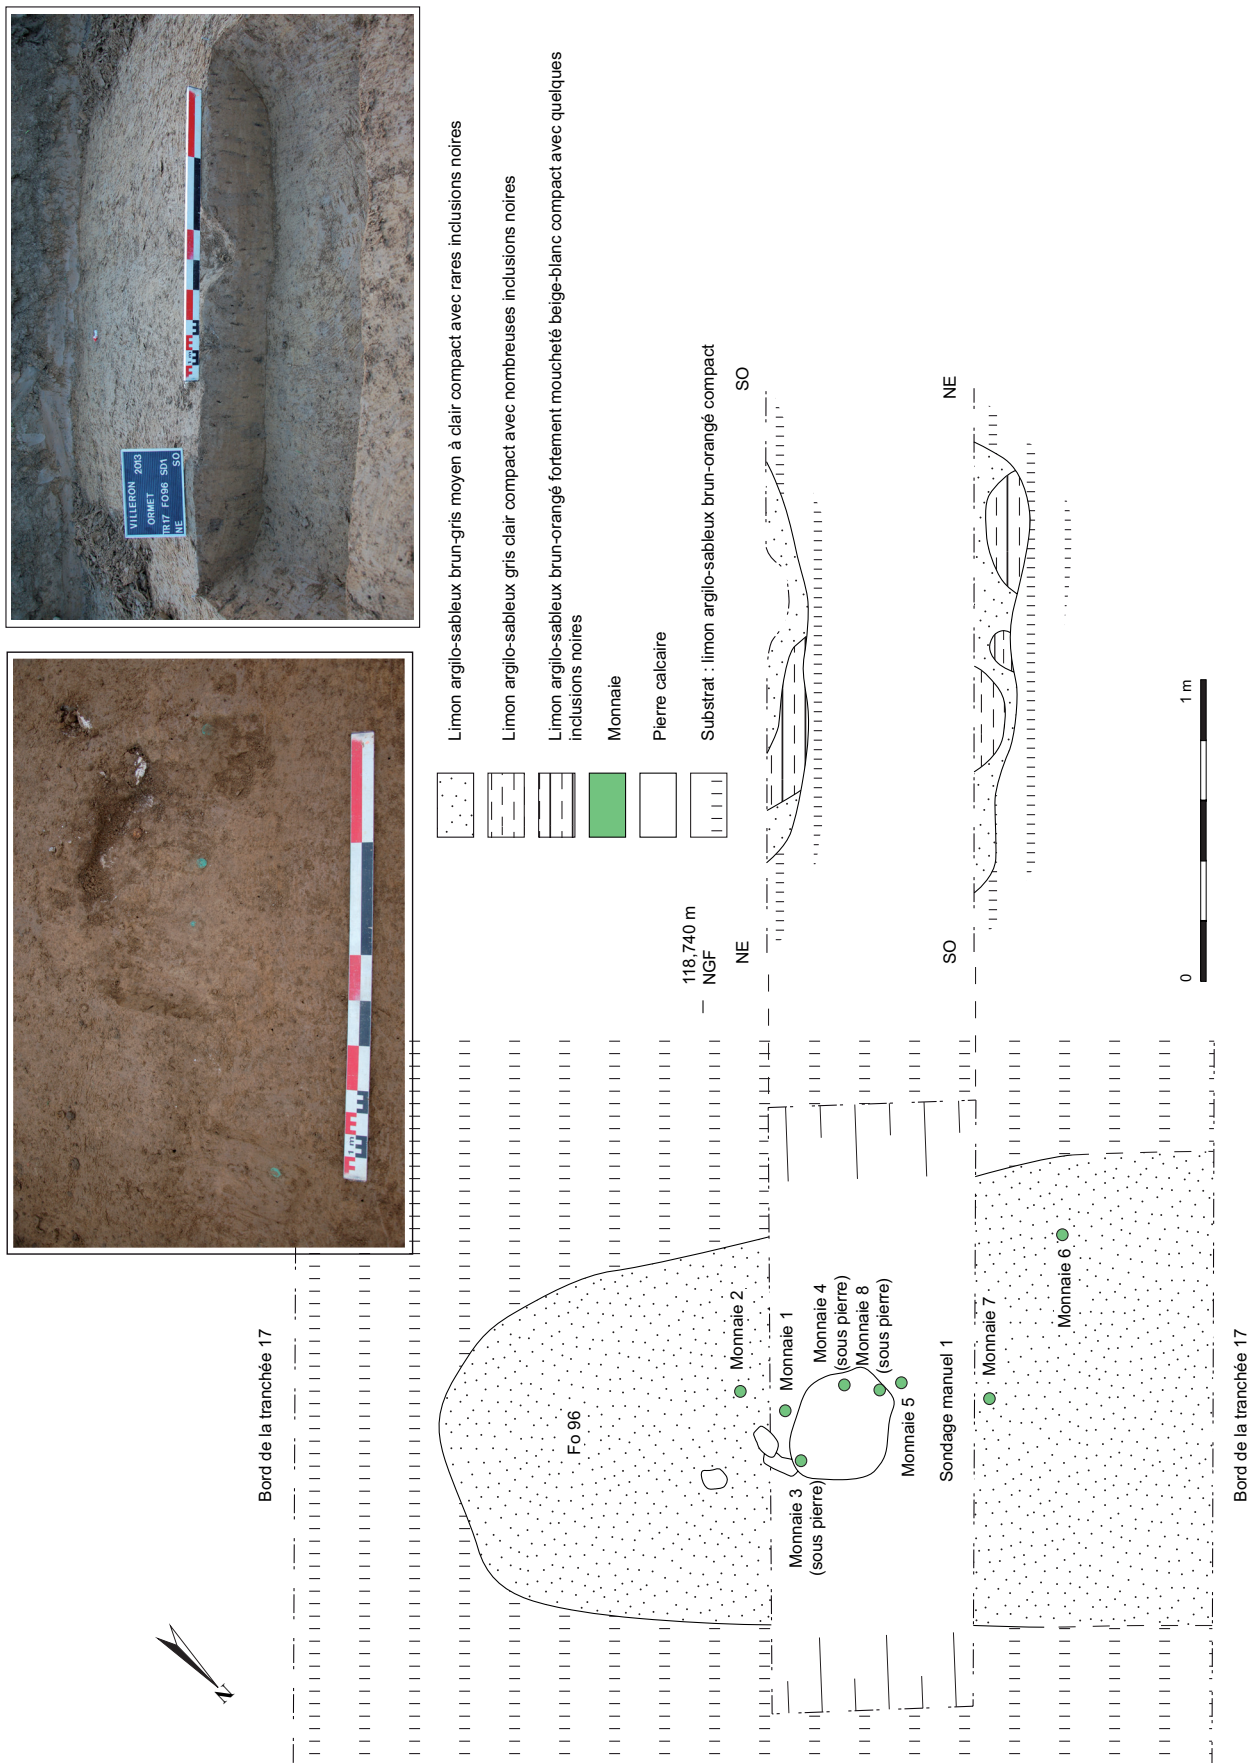 VILLERON 2013
ORMET
TR17 FO96 SD1
NE SO
1 m
1 m
Limon argilo-sableux brun-gris moyen à clair compact avec rares inclusions noires
Limon argilo-sableux gris clair compact avec nombreuses inclusions noires
Limon argilo-sableux brun-orangé fortement moucheté beige-blanc compact avec quelques
inclusions noires
Monnaie
Pierre calcaire
Substrat : limon argilo-sableux brun-orangé compact
118,740 m
NGF
NE
SO
SO
NE
0
1 m
Bord de la tranchée 17
N
Fo 96
Monnaie 2
Monnaie 1
Monnaie 3
(sous pierre)
Monnaie 4
(sous pierre)
Monnaie 8
(sous pierre)
Monnaie 5
Sondage manuel 1
Monnaie 7
Monnaie 6
Bord de la tranchée 17